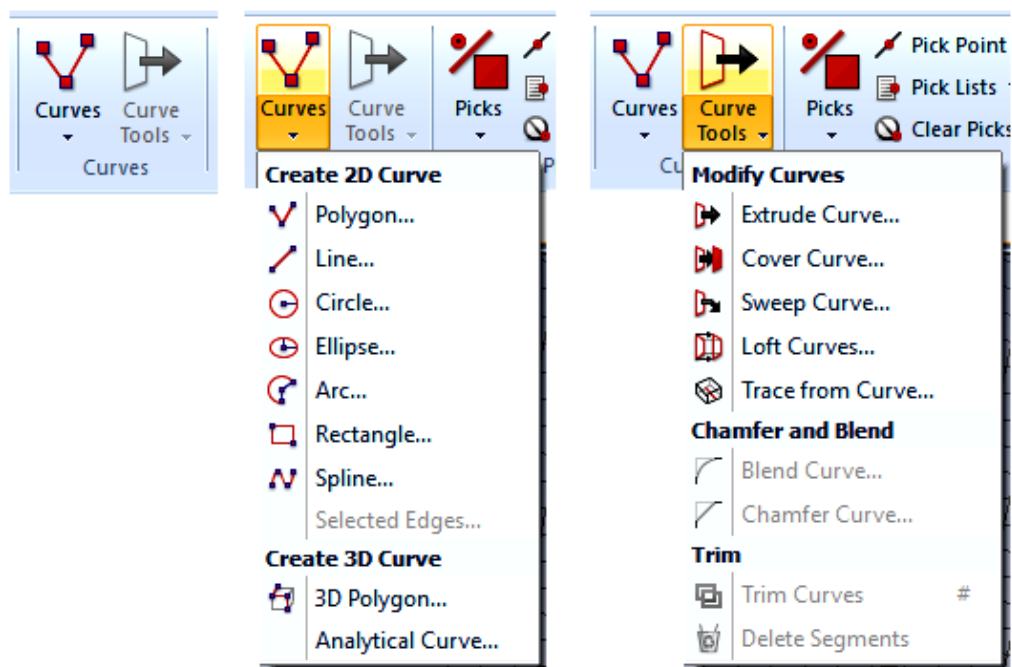 Curves
Curve
Tools
Curves
Curves
Curve
Tools
Picks
P
Create 2D Curve
Polygon...
Line...
Circle...
Ellipse...
Arc...
Rectangle...
Spline...
Selected Edges...
Create 3D Curve
3D Polygon...
Analytical Curve...
Curves
Curve
Tools
Picks
Pick Point
Pick Lists
Clear Picks
Cu
Modify Curves
Extrude Curve...
Cover Curve...
Sweep Curve...
Loft Curves...
Trace from Curve...
Chamfer and Blend
Blend Curve...
Chamfer Curve...
Trim
Trim Curves #
Delete Segments